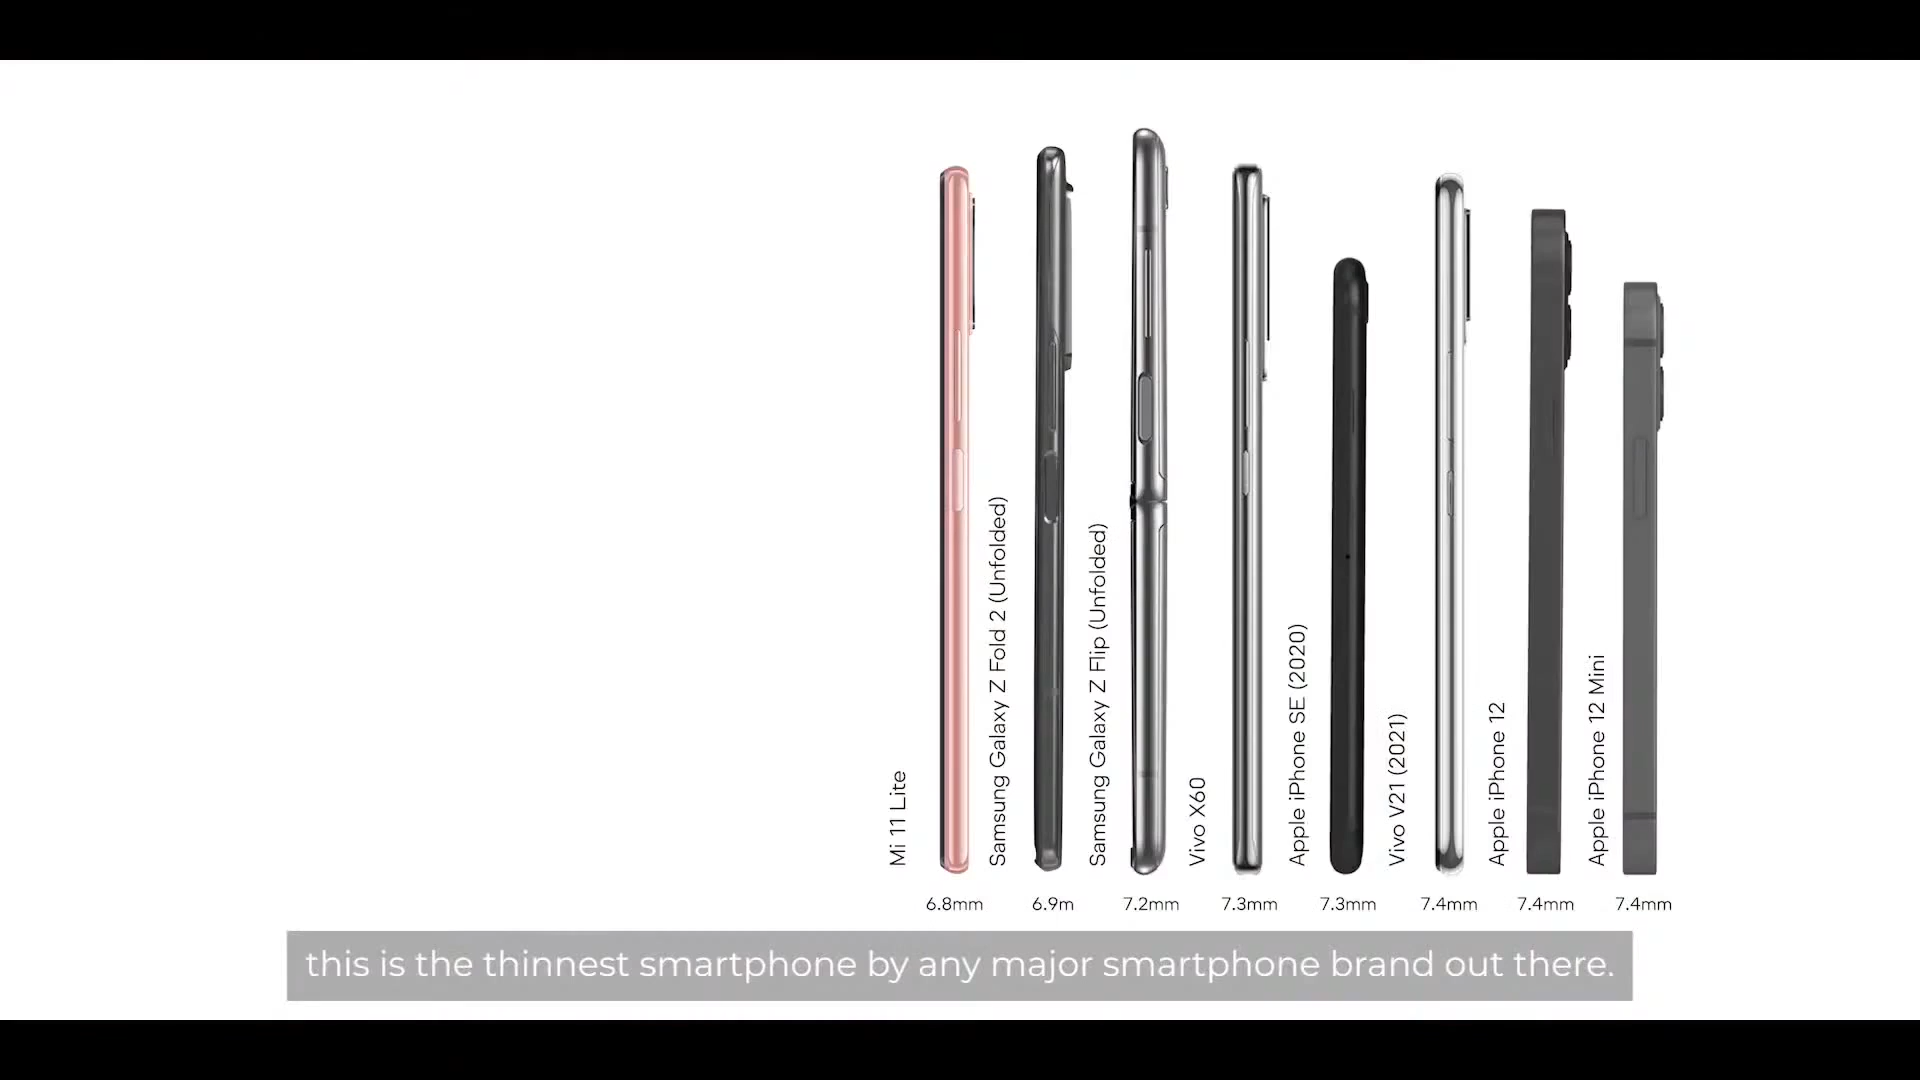 Mi 11 Lite
Samsung Galaxy Z Fold 2 (Unfolded)
Samsung Galaxy Z Flip (Unfolded)
Vivo X60
Apple iPhone SE (2020)
Vivo V21 (2021)
Apple iPhone 12
Apple iPhone 12 Mini
6.8mm
6.9m
7.2mm
7.3mm
7.3mm
7.4mm
7.4mm
7.4mm
this is the thinnest smartphone by any major smartphone brand out there.